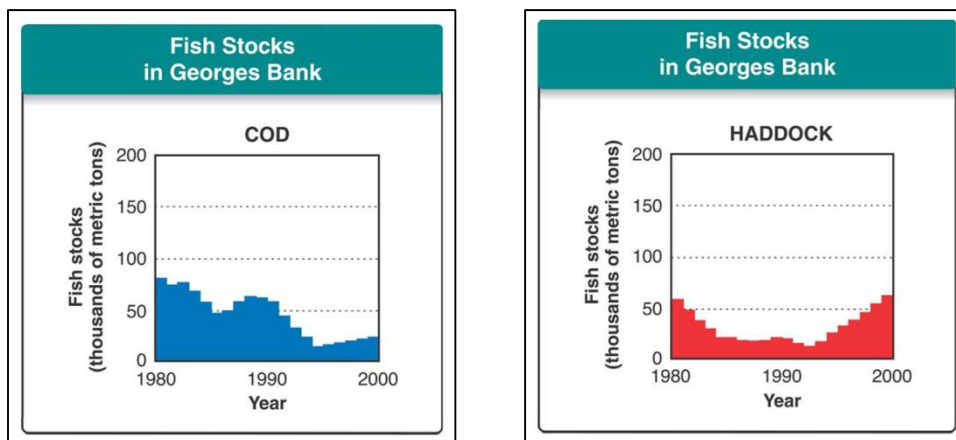 Fish Stocks
in Georges Bank
COD
Fish stocks
(thousands of metric tons)
200
150
100
50
0
1980
1990
2000
Year
Fish Stocks
in Georges Bank
HADDOCK
Fish stocks
(thousands of metric tons)
200
150
100
50
0
1980
1990
2000
Year